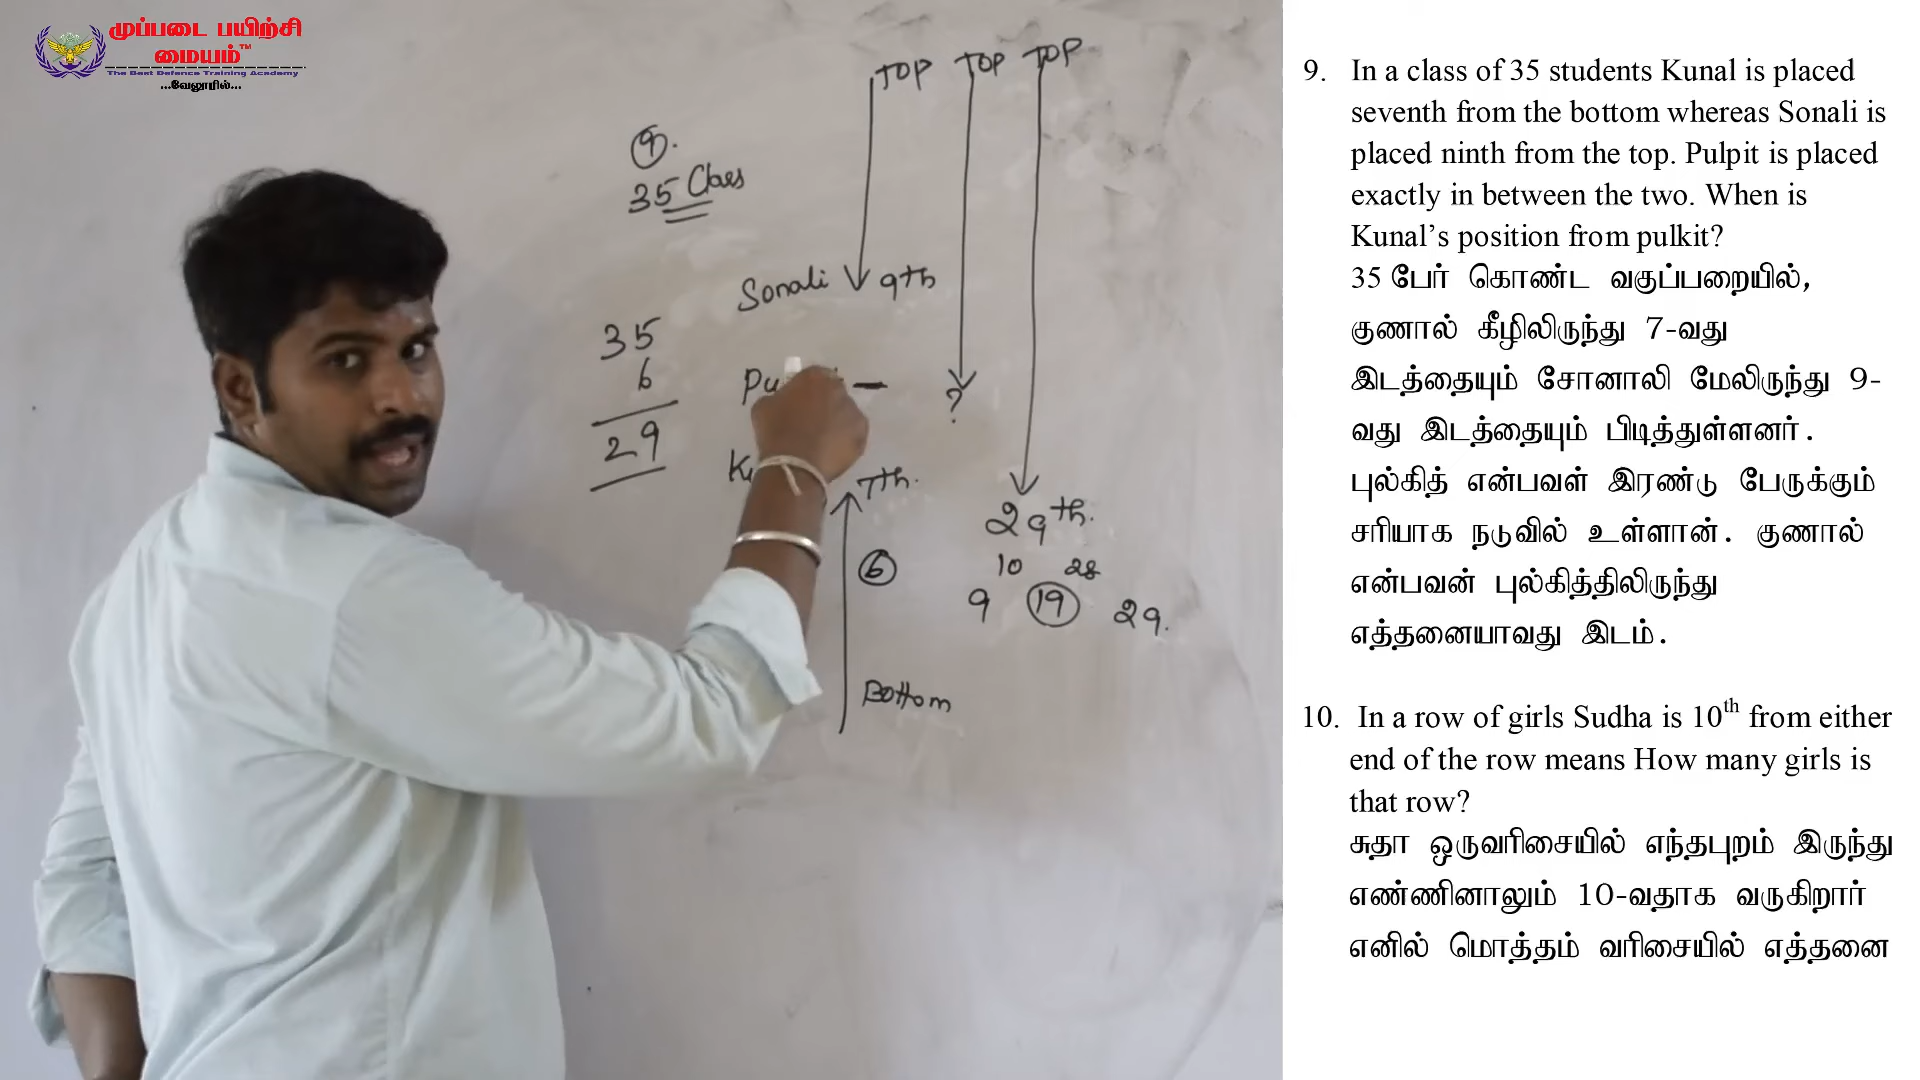 முப்படை பயிற்சி
மையம்™
The Best Defence Training Academy
...வேலூரில்...
TOP TOP TOP
9.
35 Class
Sonali 9th
35
6
29
?
7th.
29th.
6
10 28
9 19 29.
Bottom
9. In a class of 35 students Kunal is placed
seventh from the bottom whereas Sonali is
placed ninth from the top. Pulpit is placed
exactly in between the two. When is
Kunal’s position from pulkit?
35 பேர் கொண்ட வகுப்பறையில்,
குணால் கீழிலிருந்து 7-வது
இடத்தையும் சோனாலி மேலிருந்து 9-
வது இடத்தையும் பிடித்துள்ளனர்.
புல்கித் என்பவள் இரண்டு பேருக்கும்
சரியாக நடுவில் உள்ளான். குணால்
என்பவன் புல்கித்திலிருந்து
எத்தனையாவது இடம்.
10. In a row of girls Sudha is 10th from either
end of the row means How many girls is
that row?
சுதா ஒருவரிசையில் எந்தபுறம் இருந்து
எண்ணினாலும் 10-வதாக வருகிறார்
எனில் மொத்தம் வரிசையில் எத்தனை